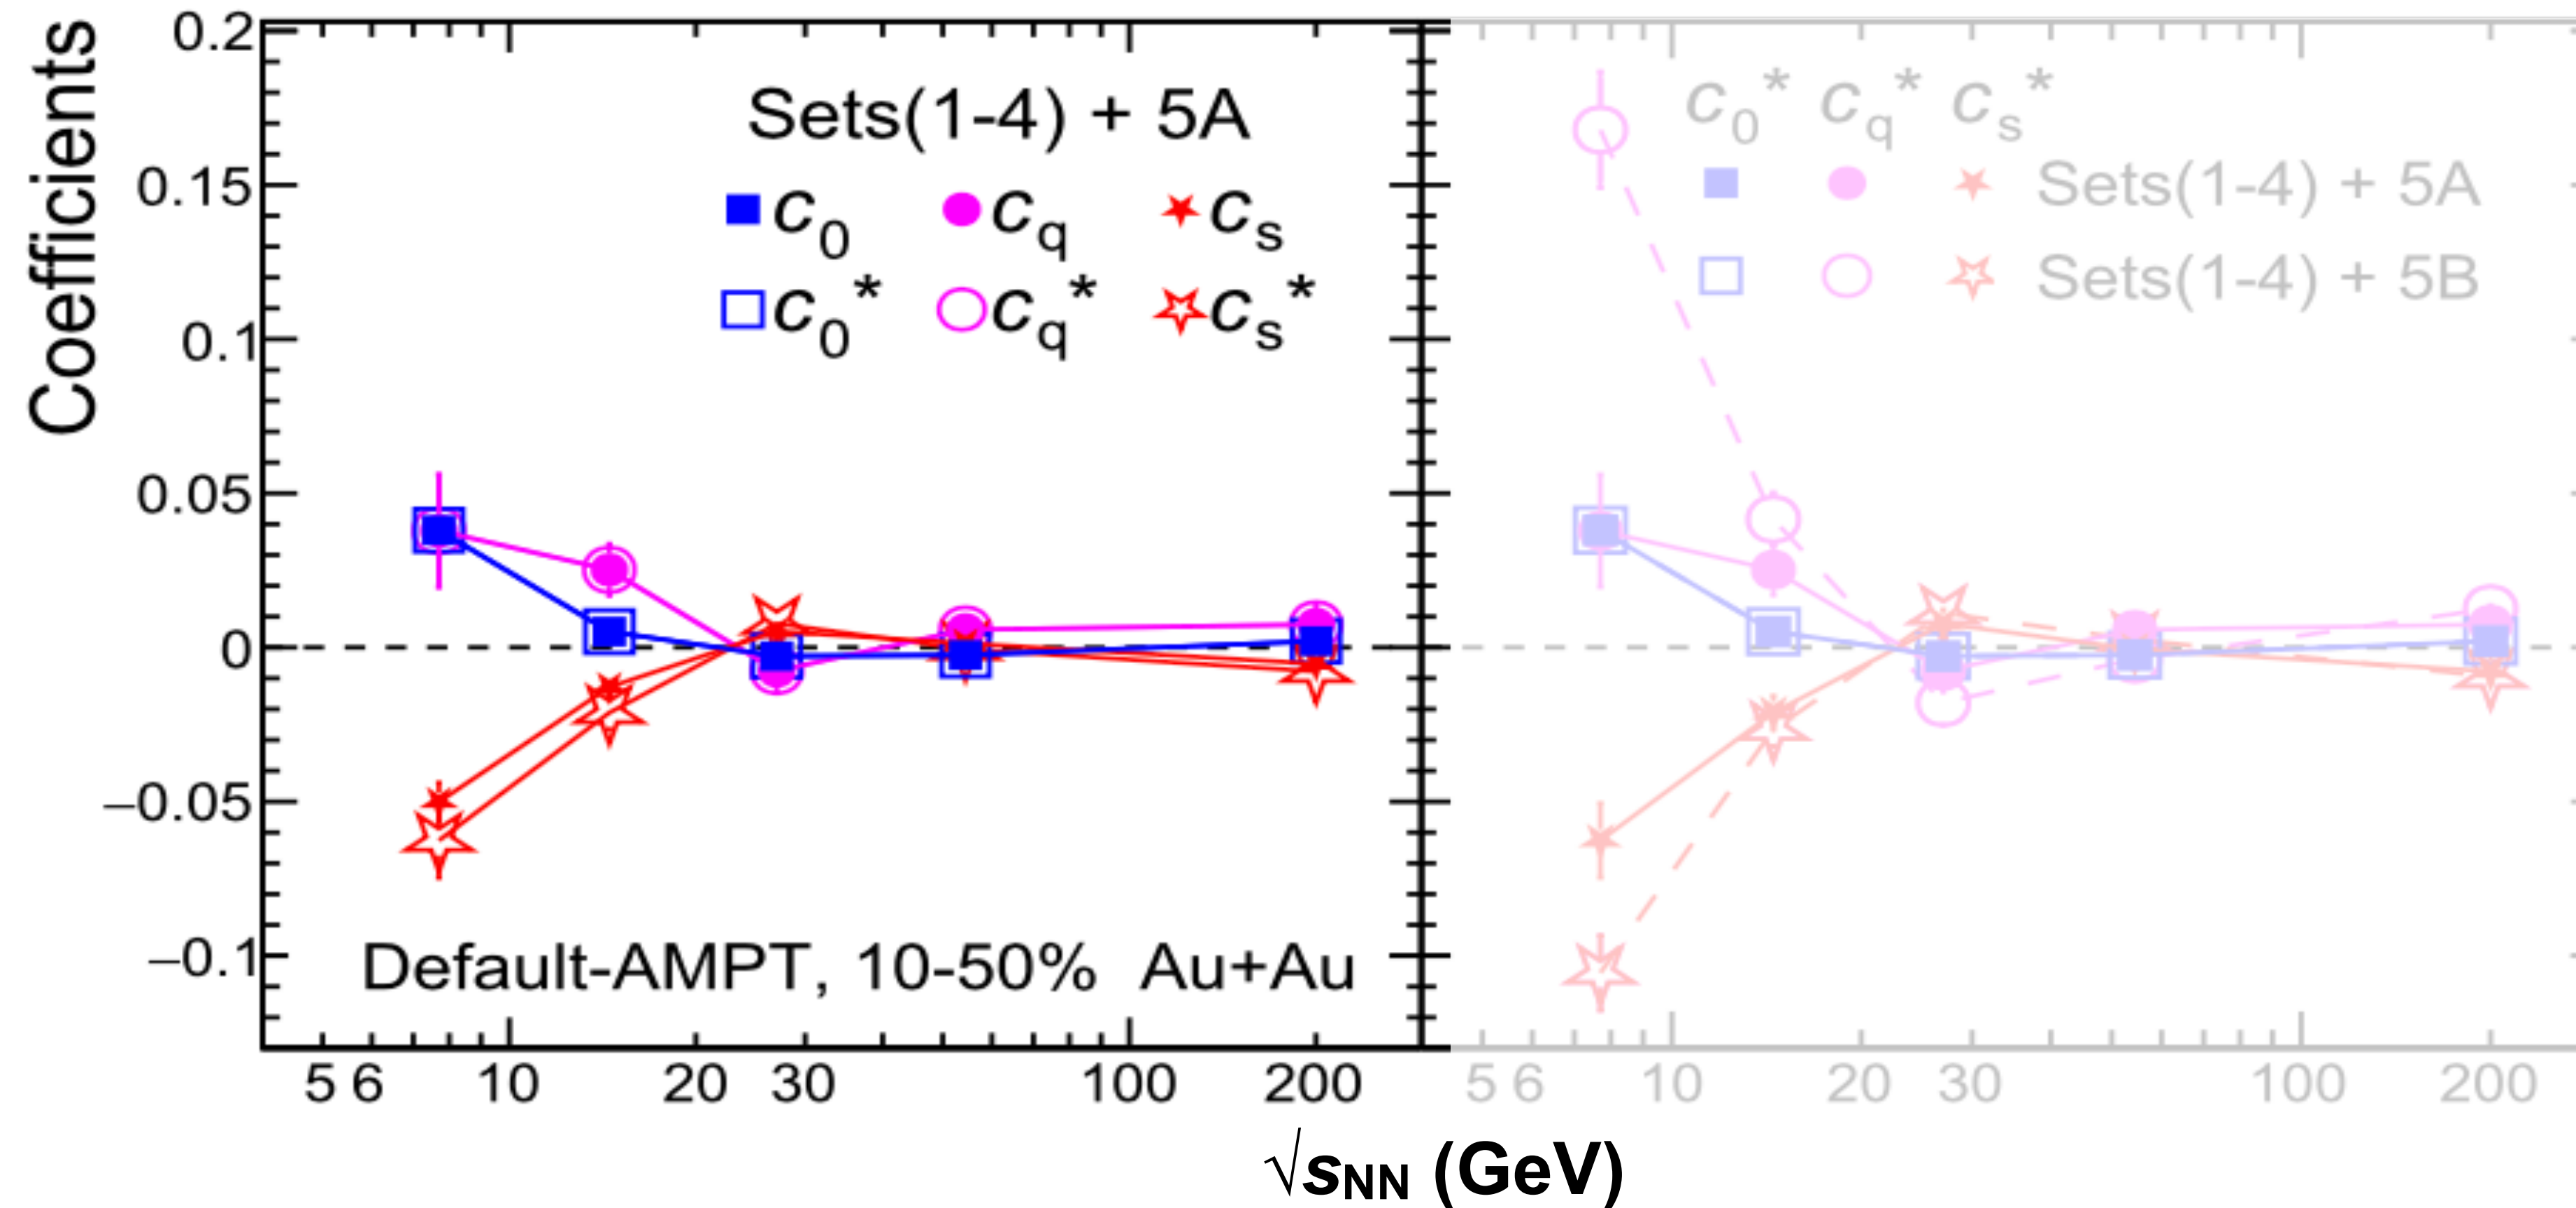 Coefficients
0.2
0.15
0.1
0.05
0
−0.05
−0.1
Sets(1-4) + 5A
c0 cq cs
c0* cq* cs*
Default-AMPT, 10-50% Au+Au
5 6 10 20 30 100 200
c0* cq* cs*
Sets(1-4) + 5A
Sets(1-4) + 5B
5 6 10 20 30 100 200
√sNN (GeV)